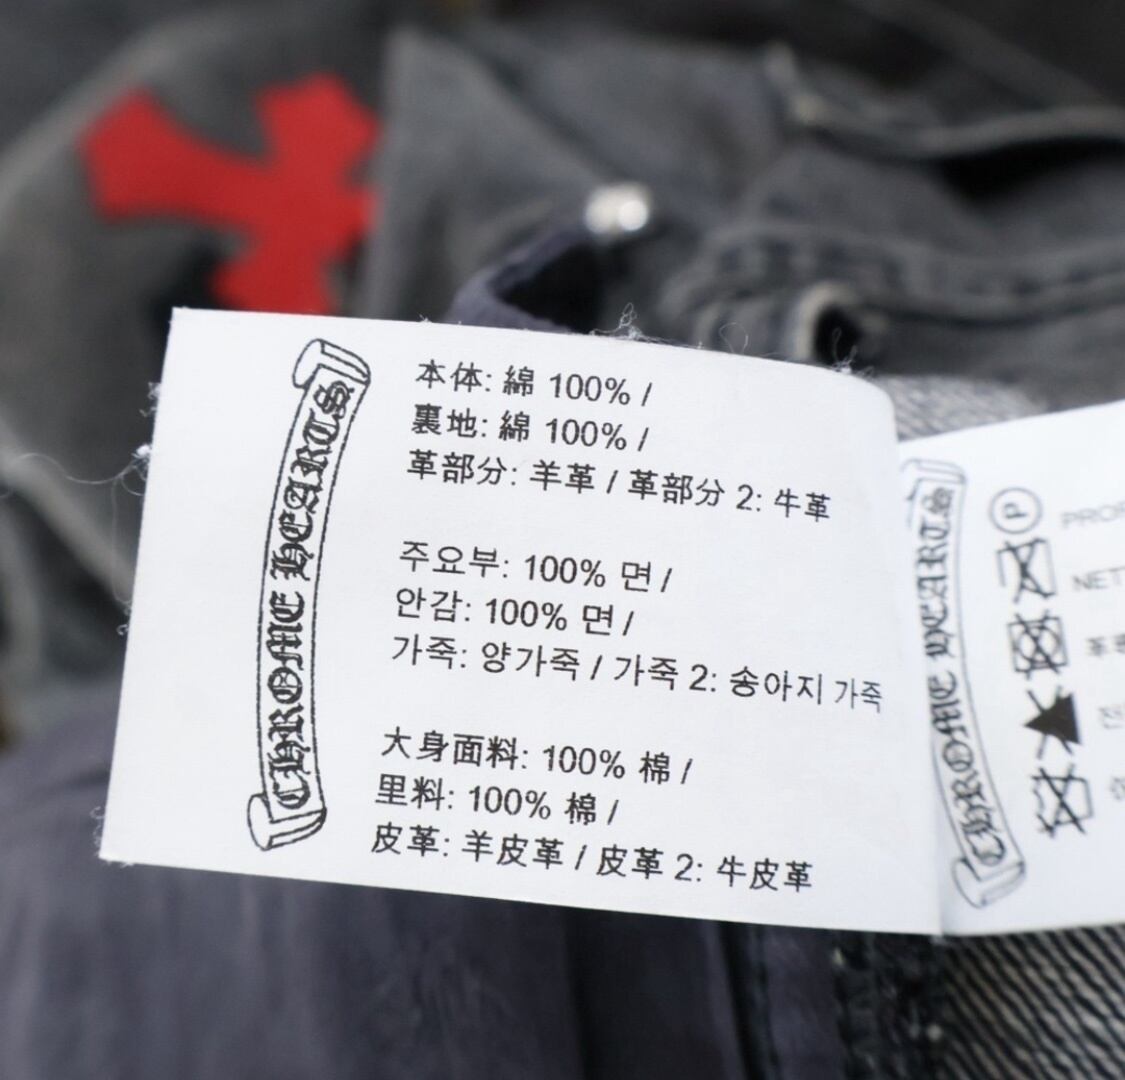 CHROME HEARTS
本体: 綿 100% /
裏地: 綿 100% /
革部分: 羊革 / 革部分 2: 牛革
주요부: 100% 면 /
안감: 100% 면 /
가죽: 양가죽 / 가죽 2: 송아지 가죽
大身面料: 100% 棉 /
里料: 100% 棉 /
皮革: 羊皮革 / 皮革 2: 牛皮革
CHROME HEARTS
P